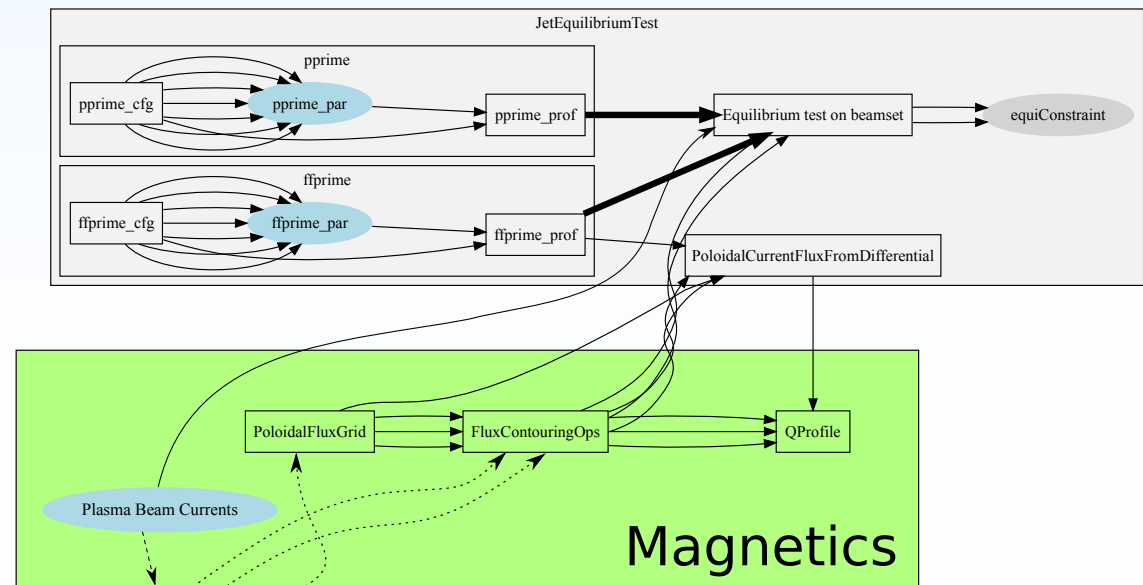 JetEquilibriumTest
pprime
pprime_cfg
pprime_par
pprime_prof
Equilibrium test on beamset
equiConstraint
ffprime
ffprime_cfg
ffprime_par
ffprime_prof
PoloidalCurrentFluxFromDifferential
PoloidalFluxGrid
FluxContouringOps
QProfile
Plasma Beam Currents
Magnetics